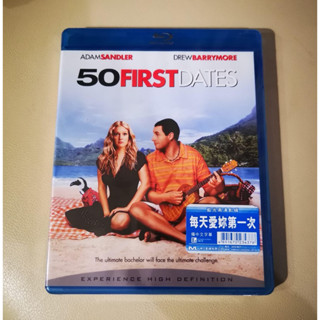 ADAM SANDLER DREW BARRYMORE
50 FIRST DATES
每天愛妳第一次
The ultimate bachelor will face the ultimate challenge.
EXPERIENCE HIGH DEFINITION